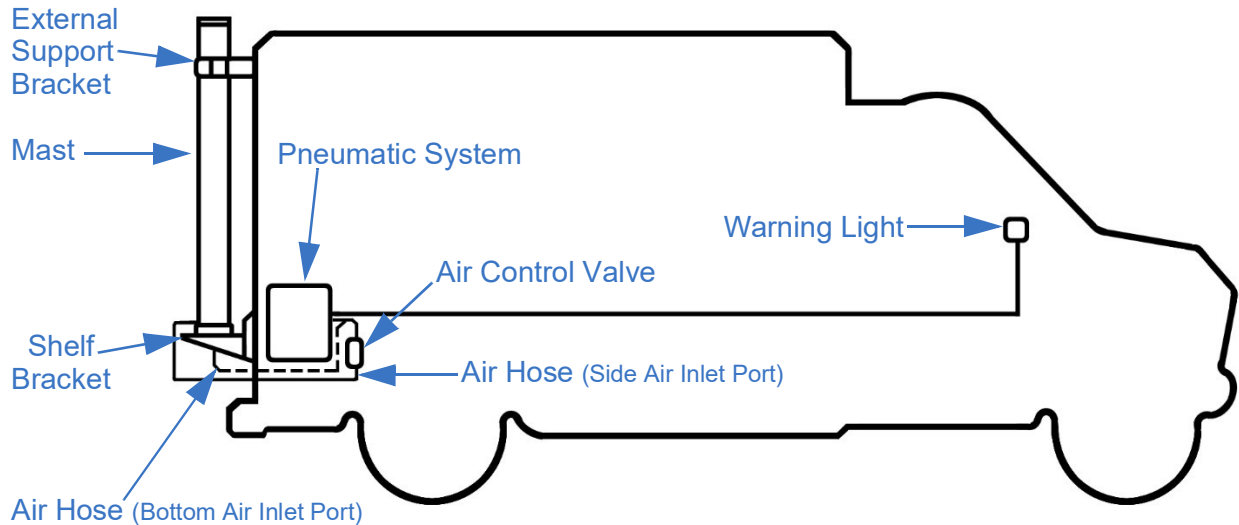 External
Support
Bracket
Mast
Pneumatic System
Warning Light
Air Control Valve
Shelf
Bracket
Air Hose (Side Air Inlet Port)
Air Hose (Bottom Air Inlet Port)